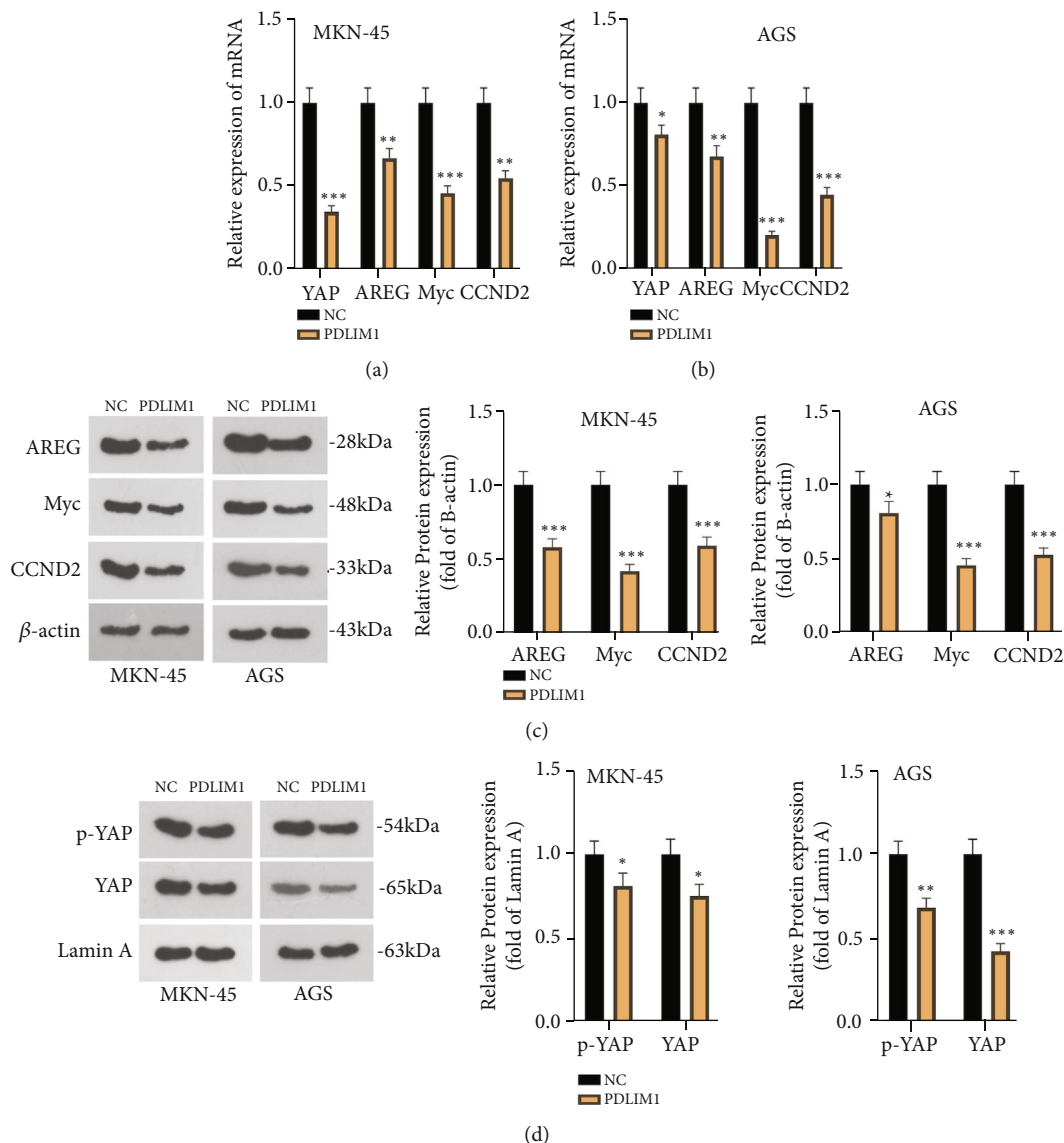 MKN-45
Relative expression of mRNA
1.5
1.0
0.5
0.0
***
**
***
**
YAP AREG Myc CCND2
NC
PDLIM1
(a)
AGS
Relative expression of mRNA
1.5
1.0
0.5
0.0
*
**
***
***
YAP AREG Myc CCND2
NC
PDLIM1
(b)
NC PDLIM1 NC PDLIM1
AREG -28kDa
Myc -48kDa
CCND2 -33kDa
β-actin -43kDa
MKN-45 AGS
MKN-45
Relative Protein expression
(fold of B-actin)
1.5
1.0
0.5
0.0
***
***
***
AREG Myc CCND2
NC
PDLIM1
AGS
Relative Protein expression
(fold of B-actin)
1.5
1.0
0.5
0.0
*
***
***
AREG Myc CCND2
(c)
NC PDLIM1 NC PDLIM1
p-YAP -54kDa
YAP -65kDa
Lamin A -63kDa
MKN-45 AGS
MKN-45
Relative Protein expression
(fold of Lamin A)
1.5
1.0
0.5
0.0
*
*
p-YAP YAP
NC
PDLIM1
AGS
Relative Protein expression
(fold of Lamin A)
1.5
1.0
0.5
0.0
**
***
p-YAP YAP
(d)